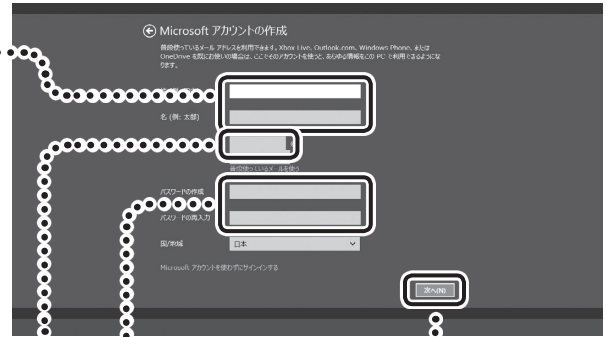 Microsoft アカウントの作成
普段使っているメール アドレスを利用できます。Xbox Live、Outlook.com、Windows Phone、または
OneDrive を既にお使いの場合は、ここでそのアカウントを使うと、あらゆる情報をこの PC で利用できるようにな
ります。
名 (例: 太郎)
普段使っているメールを使う
パスワードの作成
パスワードの再入力
国/地域
日本
Microsoft アカウントを使わずにサインインする
次へ(N)